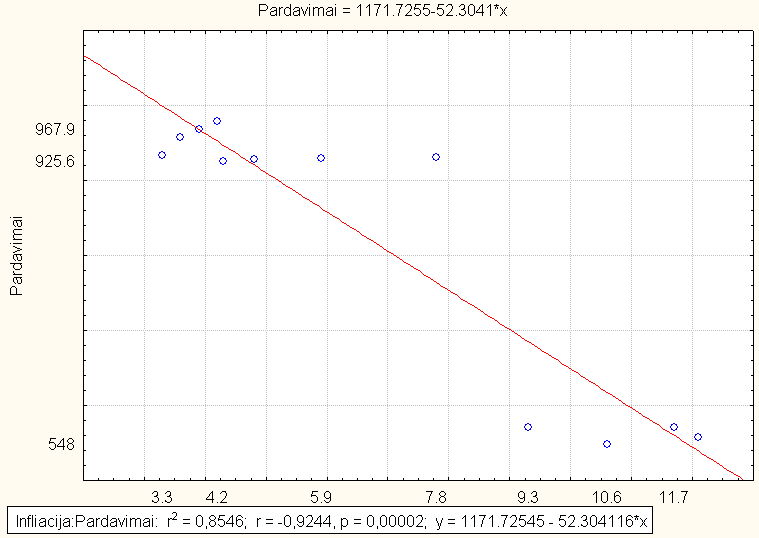 Pardavimai = 1171.7255-52.3041*x
967.9
925.6
Pardavimai
548
3.3 4.2 5.9 7.8 9.3 10.6 11.7
Infliacija:Pardavimai: r² = 0,8546; r = -0,9244, p = 0,00002; y = 1171.72545 - 52.304116*x